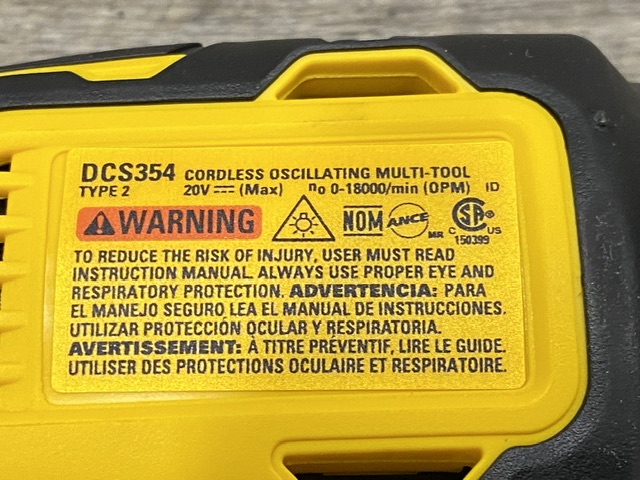 DCS354 CORDLESS OSCILLATING MULTI-TOOL
TYPE 2 20V ⎓ (Max) no 0-18000/min (OPM) ID
WARNING NOM ANCE MR C SA US 150399
TO REDUCE THE RISK OF INJURY, USER MUST READ
INSTRUCTION MANUAL. ALWAYS USE PROPER EYE AND
RESPIRATORY PROTECTION. ADVERTENCIA: PARA
EL MANEJO SEGURO LEA EL MANUAL DE INSTRUCCIONES.
UTILIZAR PROTECCIÓN OCULAR Y RESPIRATORIA.
AVERTISSEMENT: À TITRE PRÉVENTIF, LIRE LE GUIDE.
UTILISER DES PROTECTIONS OCULAIRE ET RESPIRATOIRE.